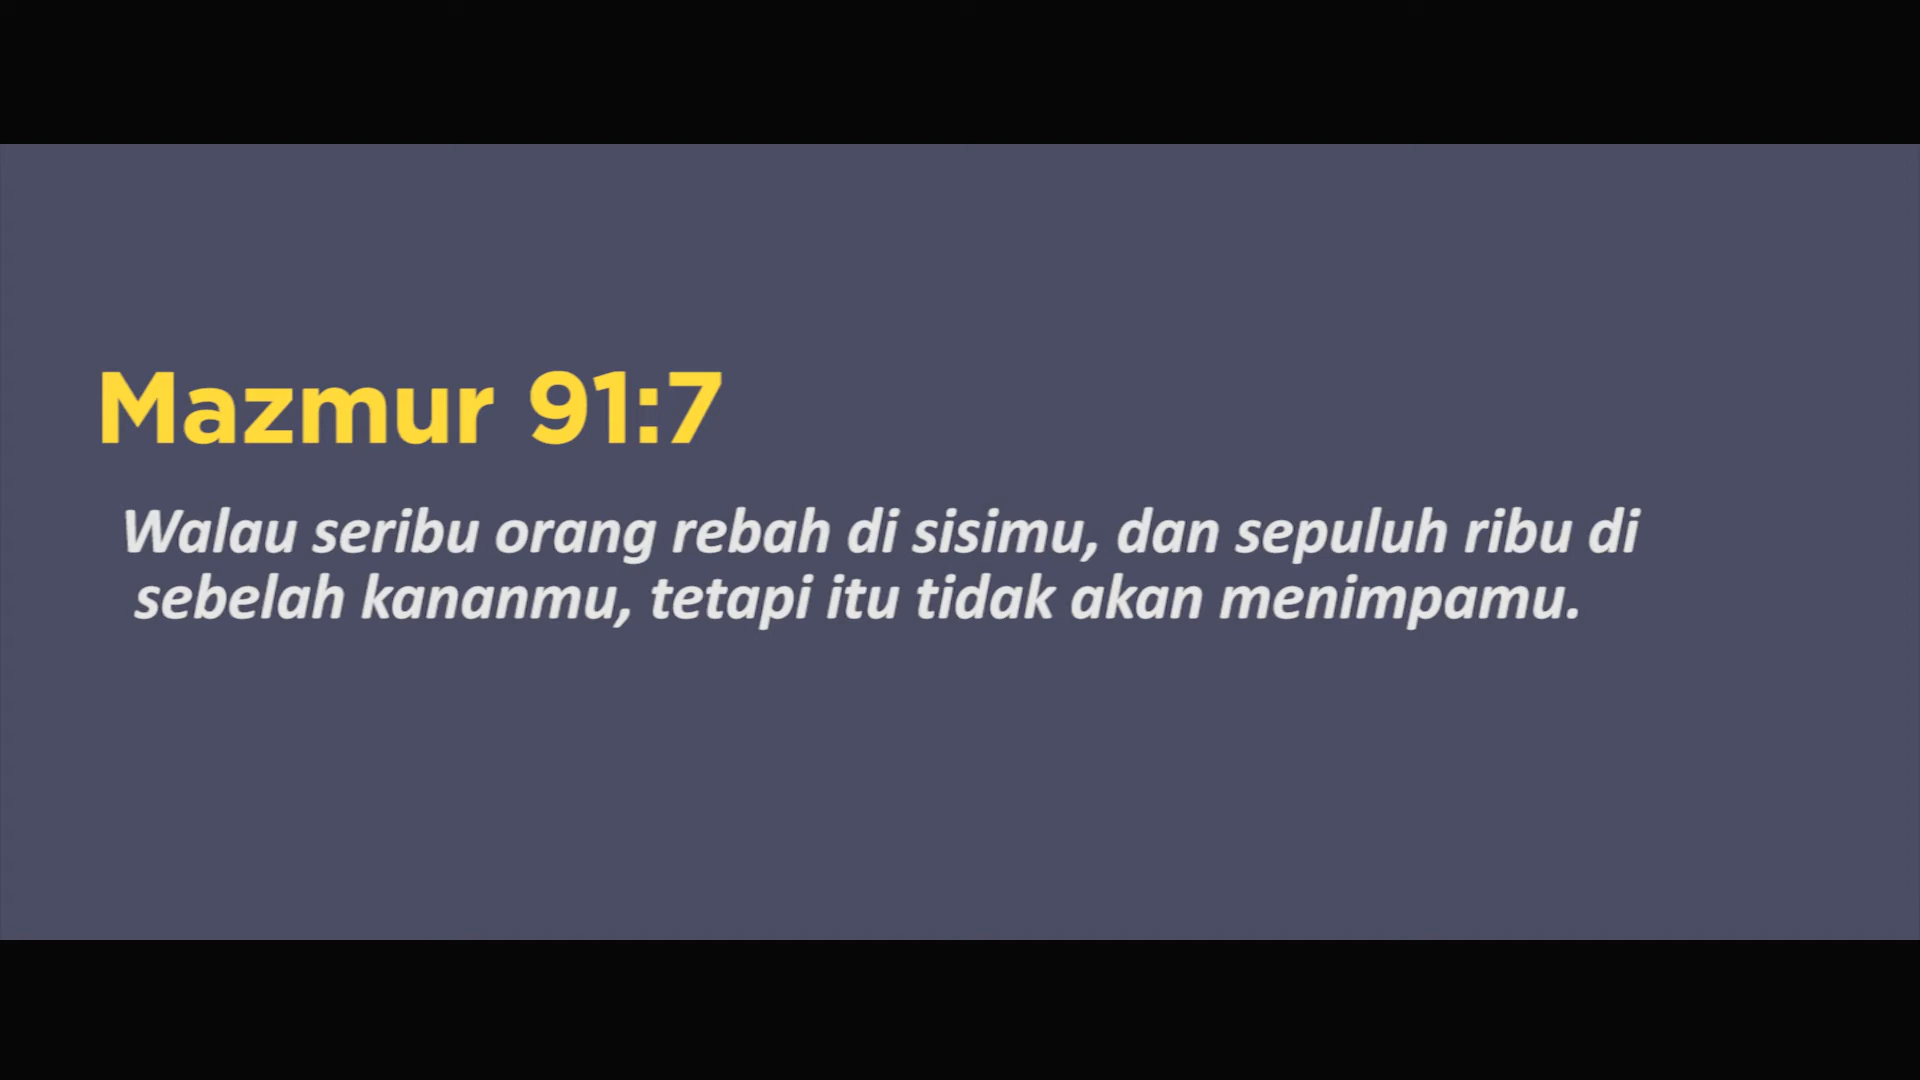 Mazmur 91:7
Walau seribu orang rebah di sisimu, dan sepuluh ribu di
sebelah kananmu, tetapi itu tidak akan menimpamu.